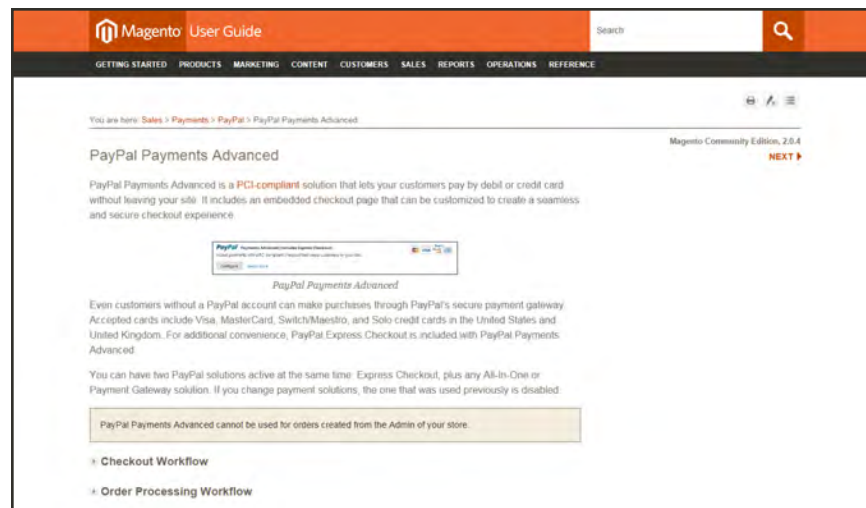 Magento User Guide
Search
GETTING STARTED PRODUCTS MARKETING CONTENT CUSTOMERS SALES REPORTS OPERATIONS REFERENCE
You are here: Sales > Payments > PayPal > PayPal Payments Advanced
Magento Community Edition, 2.0.4
NEXT
PayPal Payments Advanced
PayPal Payments Advanced is a PCI-compliant solution that lets your customers pay by debit or credit card
without leaving your site. It includes an embedded checkout page that can be customized to create a seamless
and secure checkout experience.
PayPal Payments Advanced (Includes Express Checkout)
Configure
PayPal Payments Advanced
Even customers without a PayPal account can make purchases through PayPal's secure payment gateway.
Accepted cards include Visa, MasterCard, Switch/Maestro, and Solo credit cards in the United States and
United Kingdom. For additional convenience, PayPal Express Checkout is included with PayPal Payments
Advanced.
You can have two PayPal solutions active at the same time: Express Checkout, plus any All-In-One or
Payment Gateway solution. If you change payment solutions, the one that was used previously is disabled.
PayPal Payments Advanced cannot be used for orders created from the Admin of your store.
Checkout Workflow
Order Processing Workflow